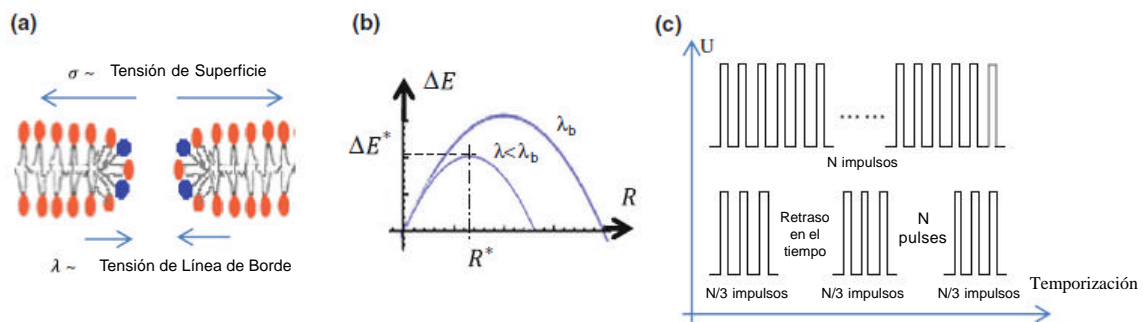 (a)
σ ~ Tensión de Superficie
λ ~ Tensión de Línea de Borde
(b)
ΔE
ΔE*
λ<λb
λb
R
R*
(c)
U
......
N impulsos
Retraso
en el
tiempo
N
pulses
N/3 impulsos
N/3 impulsos
N/3 impulsos
Temporización